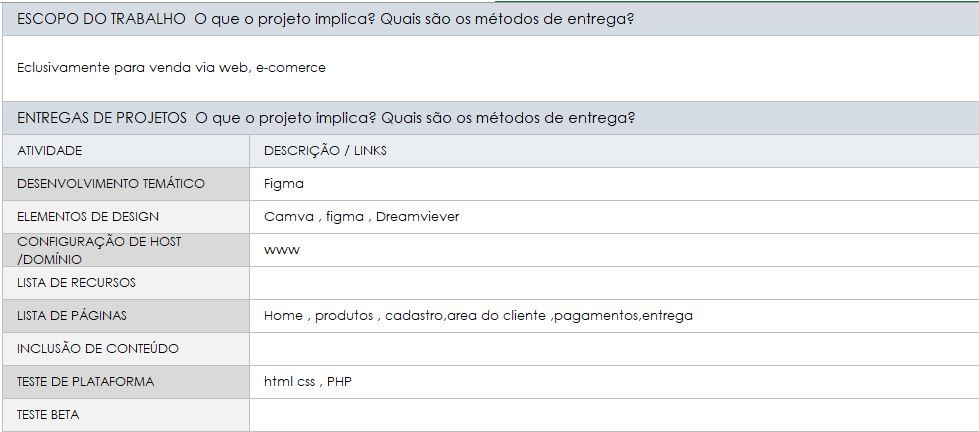 ESCOPO DO TRABALHO  O que o projeto implica? Quais são os métodos de entrega?
Eclusivamente para venda via web, e-comerce
ENTREGAS DE PROJETOS  O que o projeto implica? Quais são os métodos de entrega?
ATIVIDADE DESCRIÇÃO / LINKS
DESENVOLVIMENTO TEMÁTICO Figma
ELEMENTOS DE DESIGN Camva , figma , Dreamviever
CONFIGURAÇÃO DE HOST
/DOMÍNIO www
LISTA DE RECURSOS
LISTA DE PÁGINAS Home , produtos , cadastro,area do cliente ,pagamentos,entrega
INCLUSÃO DE CONTEÚDO
TESTE DE PLATAFORMA html css , PHP
TESTE BETA